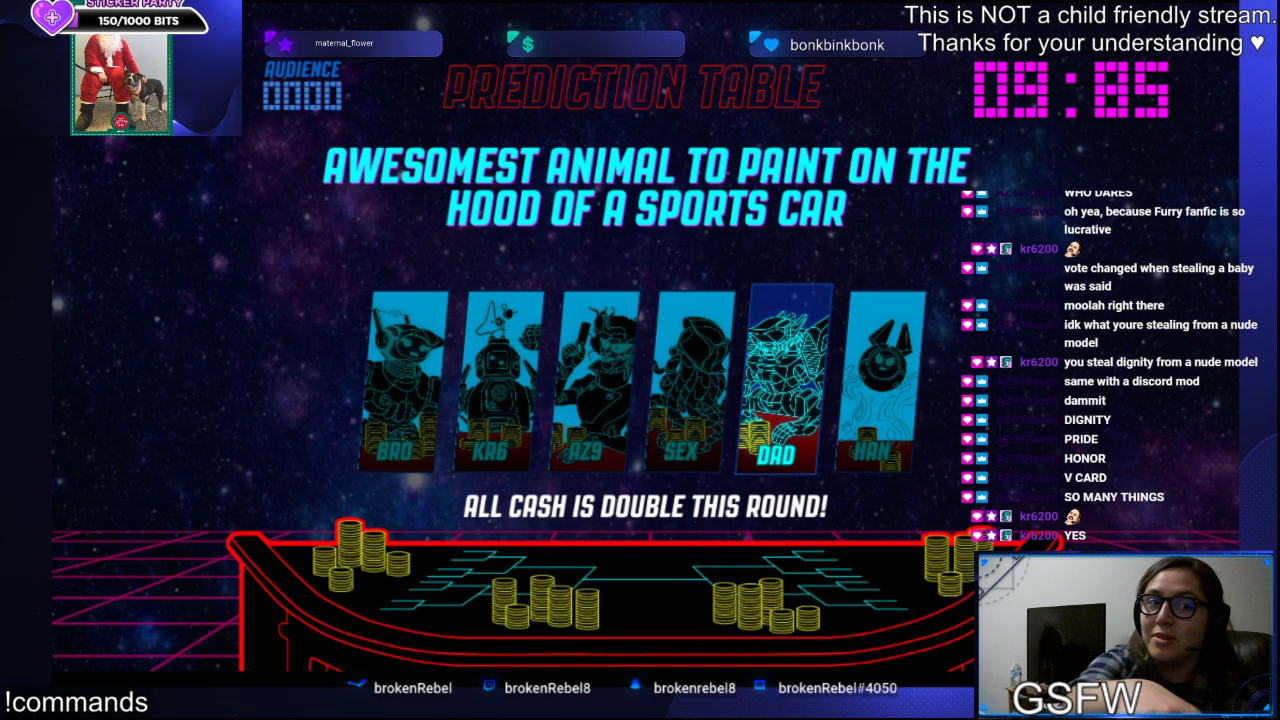 STICKER PARTY
150/1000 BITS
maternal_flower
$
bonkbinkbonk
This is NOT a child friendly stream.
Thanks for your understanding ♥
AUDIENCE
0000
PREDICTION TABLE
09:85
AWESOMEST ANIMAL TO PAINT ON THE
HOOD OF A SPORTS CAR
WHO DARES
oh yea, because Furry fanfic is so
lucrative
kr6200
vote changed when stealing a baby
was said
moolah right there
idk what youre stealing from a nude
model
kr6200 you steal dignity from a nude model
same with a discord mod
dammit
DIGNITY
PRIDE
HONOR
V CARD
SO MANY THINGS
kr6200
kr6200 YES
BRO
KR6
AZ9
SEX
DAD
HAN
ALL CASH IS DOUBLE THIS ROUND!
brokenRebel
brokenRebel8
brokenrebel8
brokenRebel#4050
!commands
GSFW